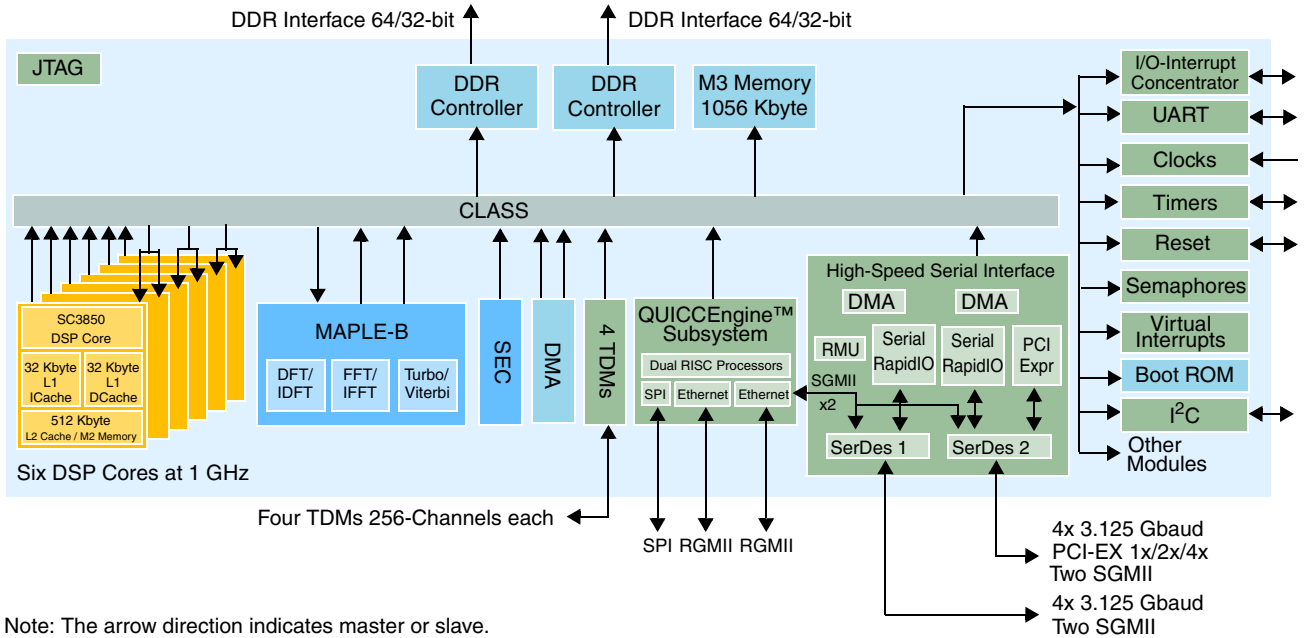 DDR Interface 64/32-bit
DDR Interface 64/32-bit
JTAG
DDR
Controller
DDR
Controller
M3 Memory
1056 Kbyte
I/O-Interrupt
Concentrator
UART
Clocks
Timers
Reset
Semaphores
Virtual
Interrupts
Boot ROM
I²C
Other
Modules
CLASS
SC3850
DSP Core
32 Kbyte
L1
ICache
32 Kbyte
L1
DCache
512 Kbyte
L2 Cache / M2 Memory
Six DSP Cores at 1 GHz
MAPLE-B
DFT/
IDFT
FFT/
IFFT
Turbo/
Viterbi
SEC
DMA
4 TDMs
QUICCEngine™
Subsystem
Dual RISC Processors
SPI
Ethernet
Ethernet
High-Speed Serial Interface
DMA
DMA
RMU
Serial
RapidIO
Serial
RapidIO
PCI
Expr
SGMII
x2
SerDes 1
SerDes 2
Four TDMs 256-Channels each
SPI
RGMII
RGMII
4x 3.125 Gbaud
PCI-EX 1x/2x/4x
Two SGMII
4x 3.125 Gbaud
Two SGMII
Note: The arrow direction indicates master or slave.